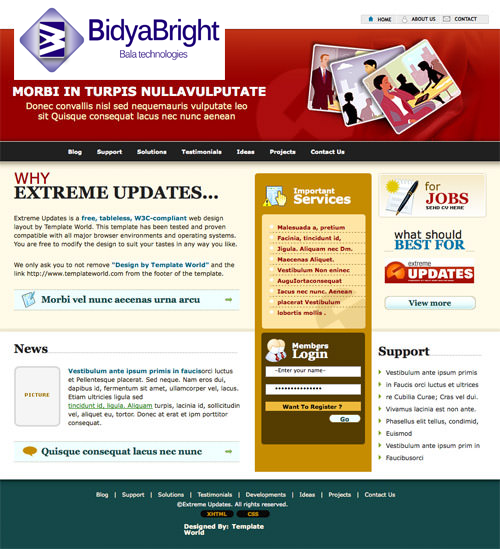 BidyaBright
Bala technologies
HOME ABOUT US CONTACT
MORBI IN TURPIS NULLAVULPUTATE
Donec convallis nisl sed nequemauris vulputate leo
sit Quisque consequat lacus nec nunc aenean
Blog Support Solutions Testimonials Ideas Projects Contact Us
WHY
EXTREME UPDATES...
Extreme Updates is a free, tableless, W3C-compliant web design
layout by Template World. This template has been tested and proven
compatible with all major browser environments and operating systems.
You are free to modify the design to suit your tastes in any way you like.
We only ask you to not remove "Design by Template World" and the
link http://www.templateworld.com from the footer of the template.
Morbi vel nunc aecenas urna arcu
Important
Services
Malesuada a, pretium
Facinia, tincidunt id,
Jigula. Aliquam nec Dm.
Maecenas Aliquet.
Vestibulum Non eninec
AuguIortaconsequat
Iacus nec nunc. Aenean
placerat Vestibulum
lobortis mollis .
for
JOBS
SEND CV HERE
what should
BEST FOR
extreme
UPDATES
View more
News
PICTURE
Vestibulum ante ipsum primis in faucisorci luctus
et Pellentesque placerat. Sed neque. Nam eros dui,
dapibus id, fermentum sit amet, ullamcorper vel, lacus.
Etiam ultricies ligula sed
tincidunt id, ligula. Aliquam turpis, lacinia id, sollicitudin
vel, aliquet eu, tortor. Donec at erat et ipm porttitor
consequat.
Quisque consequat lacus nec nunc
Members
Login
-Enter your name-
••••••••••••••
Want To Register ?
Go
Support
Vestibulum ante ipsum primis
in Faucis orci luctus et ultrices
re Cubilia Curae; Cras vel dui.
Vivamus lacinia est non ante.
Phasellus elit tellus, condimid,
Euismod
Vestibulum ante ipsum prim in
Faucibusorci
Blog | Support | Solutions | Testimonials | Developments | Ideas | Projects | Contact Us
©Extreme Updates. All rights reserved.
XHTML CSS
Designed By: Template
World